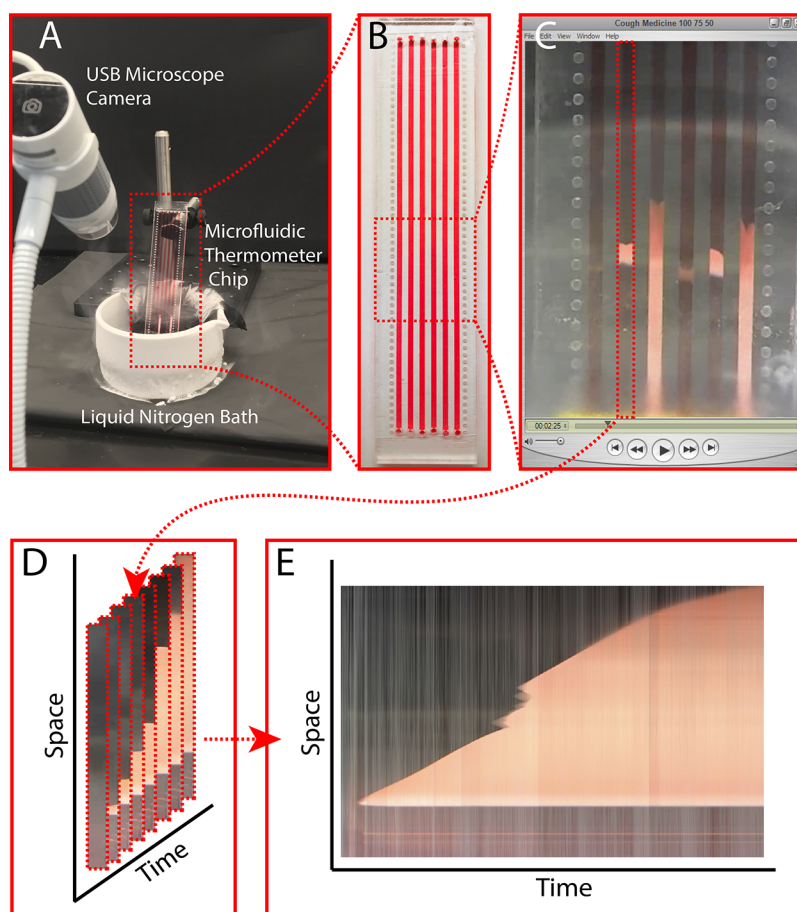 A
USB Microscope
Camera
Microfluidic
Thermometer
Chip
Liquid Nitrogen Bath
B
C
Cough Medicine 100 75 50
File Edit View Window Help
00:02:25
D
Space
Time
E
Space
Time